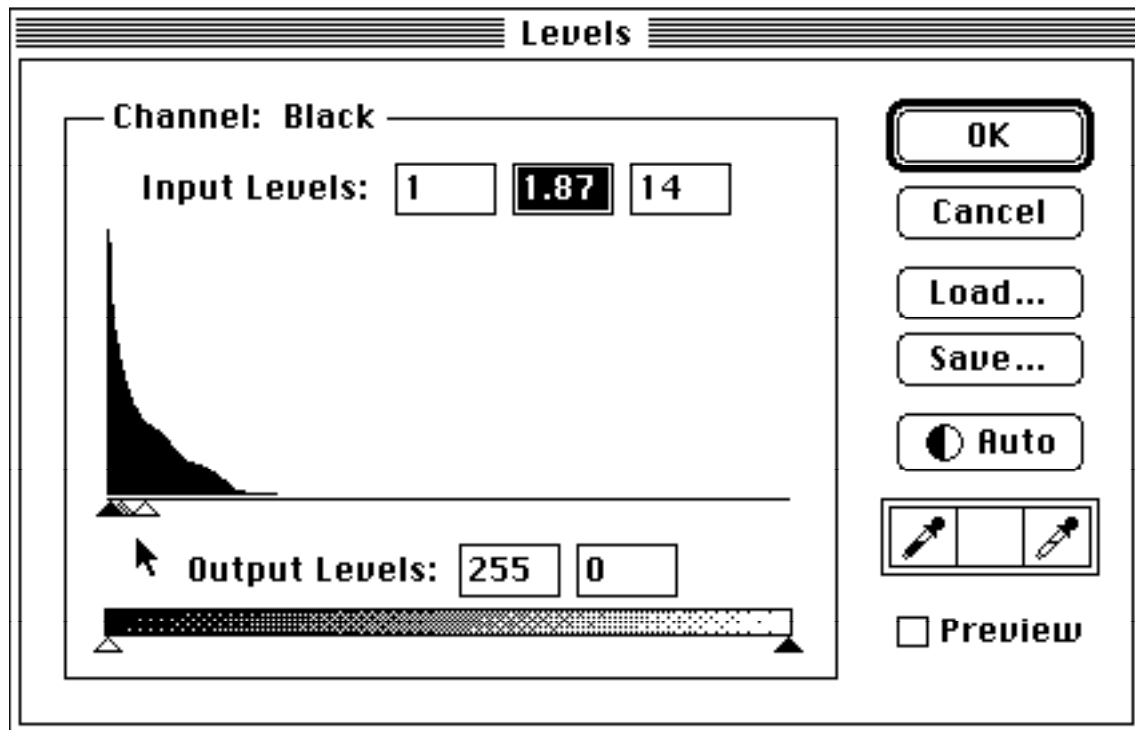 Levels
Channel: Black
Input Levels: 1 1.87 14
Output Levels: 255 0
OK
Cancel
Load...
Save...
Auto
Preview